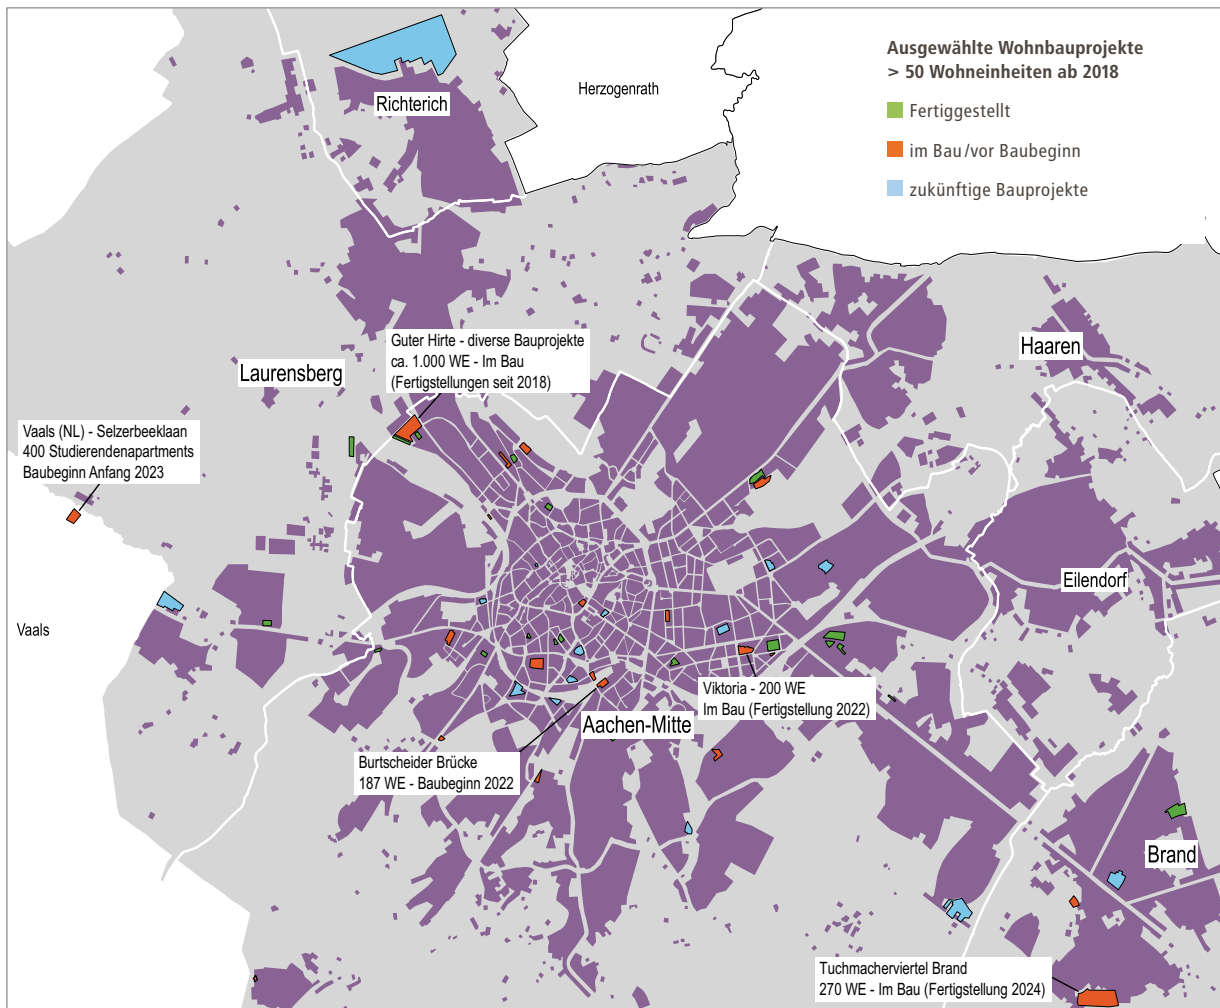 Ausgewählte Wohnbauprojekte
> 50 Wohneinheiten ab 2018
Fertiggestellt
im Bau/vor Baubeginn
zukünftige Bauprojekte
Herzogenrath
Richterich
Haaren
Guter Hirte - diverse Bauprojekte
ca. 1.000 WE - Im Bau
(Fertigstellungen seit 2018)
Laurensberg
Vaals (NL) - Selzerbeeklaan
400 Studierendenapartments
Baubeginn Anfang 2023
Eilendorf
Vaals
Viktoria - 200 WE
Im Bau (Fertigstellung 2022)
Aachen-Mitte
Burtscheider Brücke
187 WE - Baubeginn 2022
Brand
Tuchmacherviertel Brand
270 WE - Im Bau (Fertigstellung 2024)